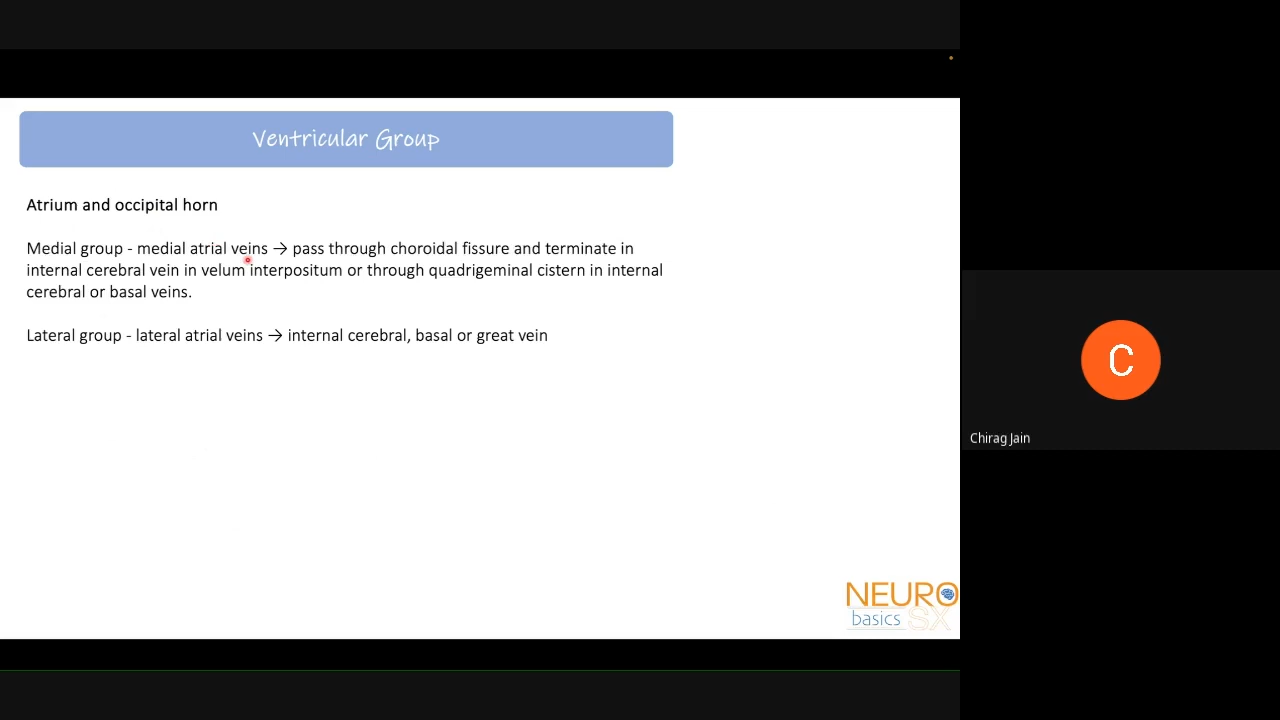 Ventricular Group
Atrium and occipital horn
Medial group - medial atrial veins → pass through choroidal fissure and terminate in
internal cerebral vein in velum interpositum or through quadrigeminal cistern in internal
cerebral or basal veins.
Lateral group - lateral atrial veins → internal cerebral, basal or great vein
C
Chirag Jain
NEURO
basics SX